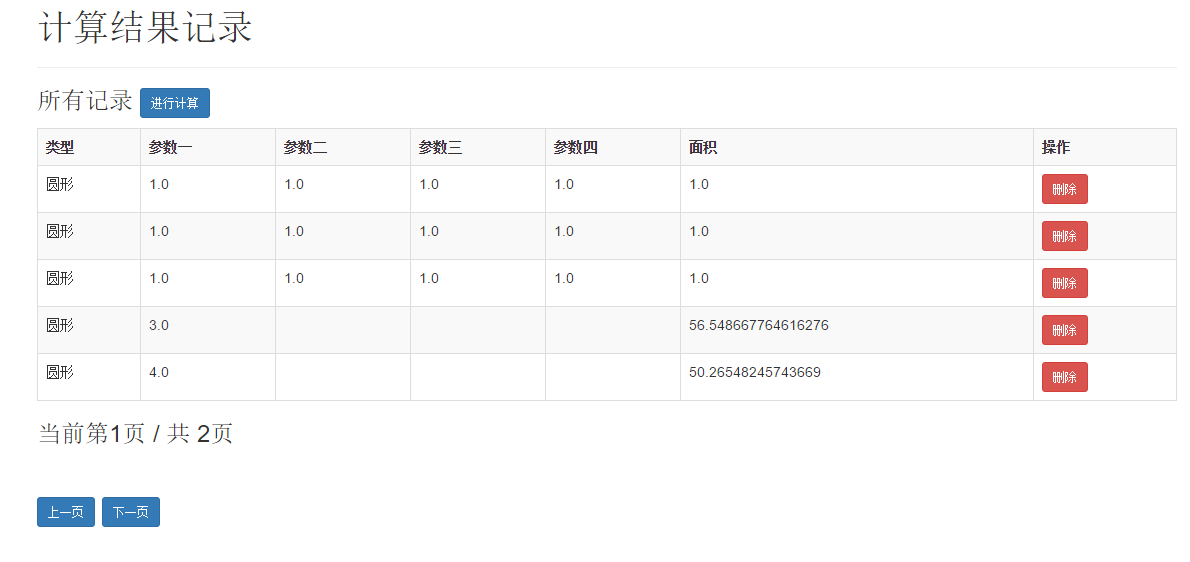 计算结果记录
所有记录 进行计算
类型 参数一 参数二 参数三 参数四 面积 操作
圆形 1.0 1.0 1.0 1.0 1.0 删除
圆形 1.0 1.0 1.0 1.0 1.0 删除
圆形 1.0 1.0 1.0 1.0 1.0 删除
圆形 3.0 56.548667764616276 删除
圆形 4.0 50.26548245743669 删除
当前第1页 / 共 2页
上一页 下一页